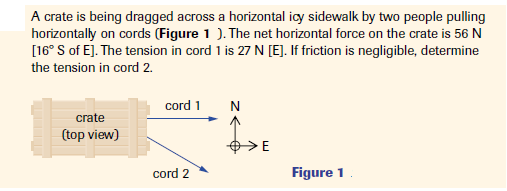 A crate is being dragged across a horizontal icy sidewalk by two people pulling
horizontally on cords (Figure 1 ). The net horizontal force on the crate is 56 N
[16° S of E]. The tension in cord 1 is 27 N [E]. If friction is negligible, determine
the tension in cord 2.
cord 1
N
crate
(top view)
E
cord 2
Figure 1 .